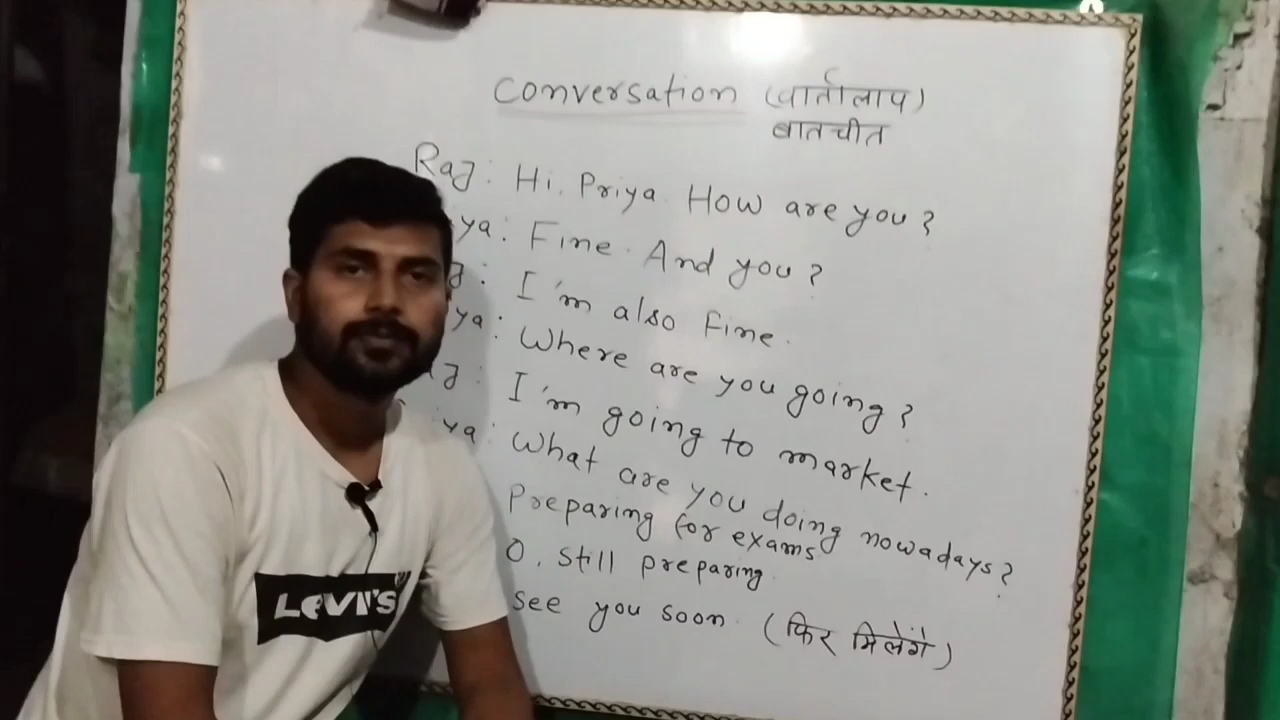 Conversation (वार्तालाप)
बातचीत
Raj: Hi, Priya. How are you?
ya: Fine. And you?
j: I'm also fine.
ya: Where are you going?
j: I'm going to market.
ya: What are you doing nowadays?
Preparing for exams
O, still preparing.
see you soon. (फिर मिलेंगे)
LEVI'S